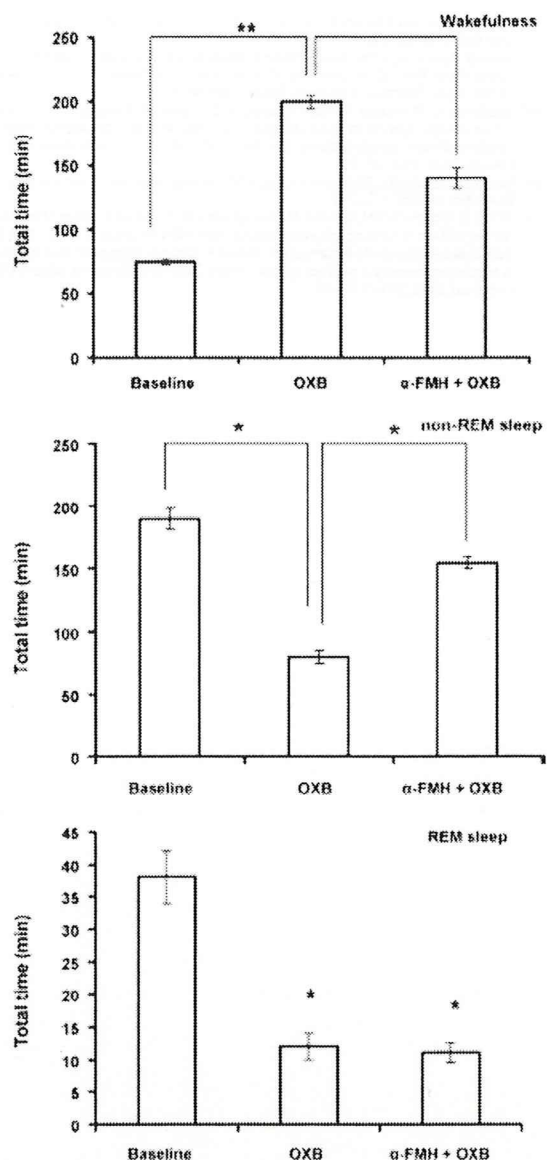 Wakefulness
**
250
200
150
100
50
0
Total time (min)
Baseline OXB α-FMH + OXB
non-REM sleep
* *
250
200
150
100
50
0
Total time (min)
Baseline OXB α-FMH + OXB
REM sleep
45
40
35
30
25
20
15
10
5
0
Total time (min)
* *
Baseline OXB α-FMH + OXB